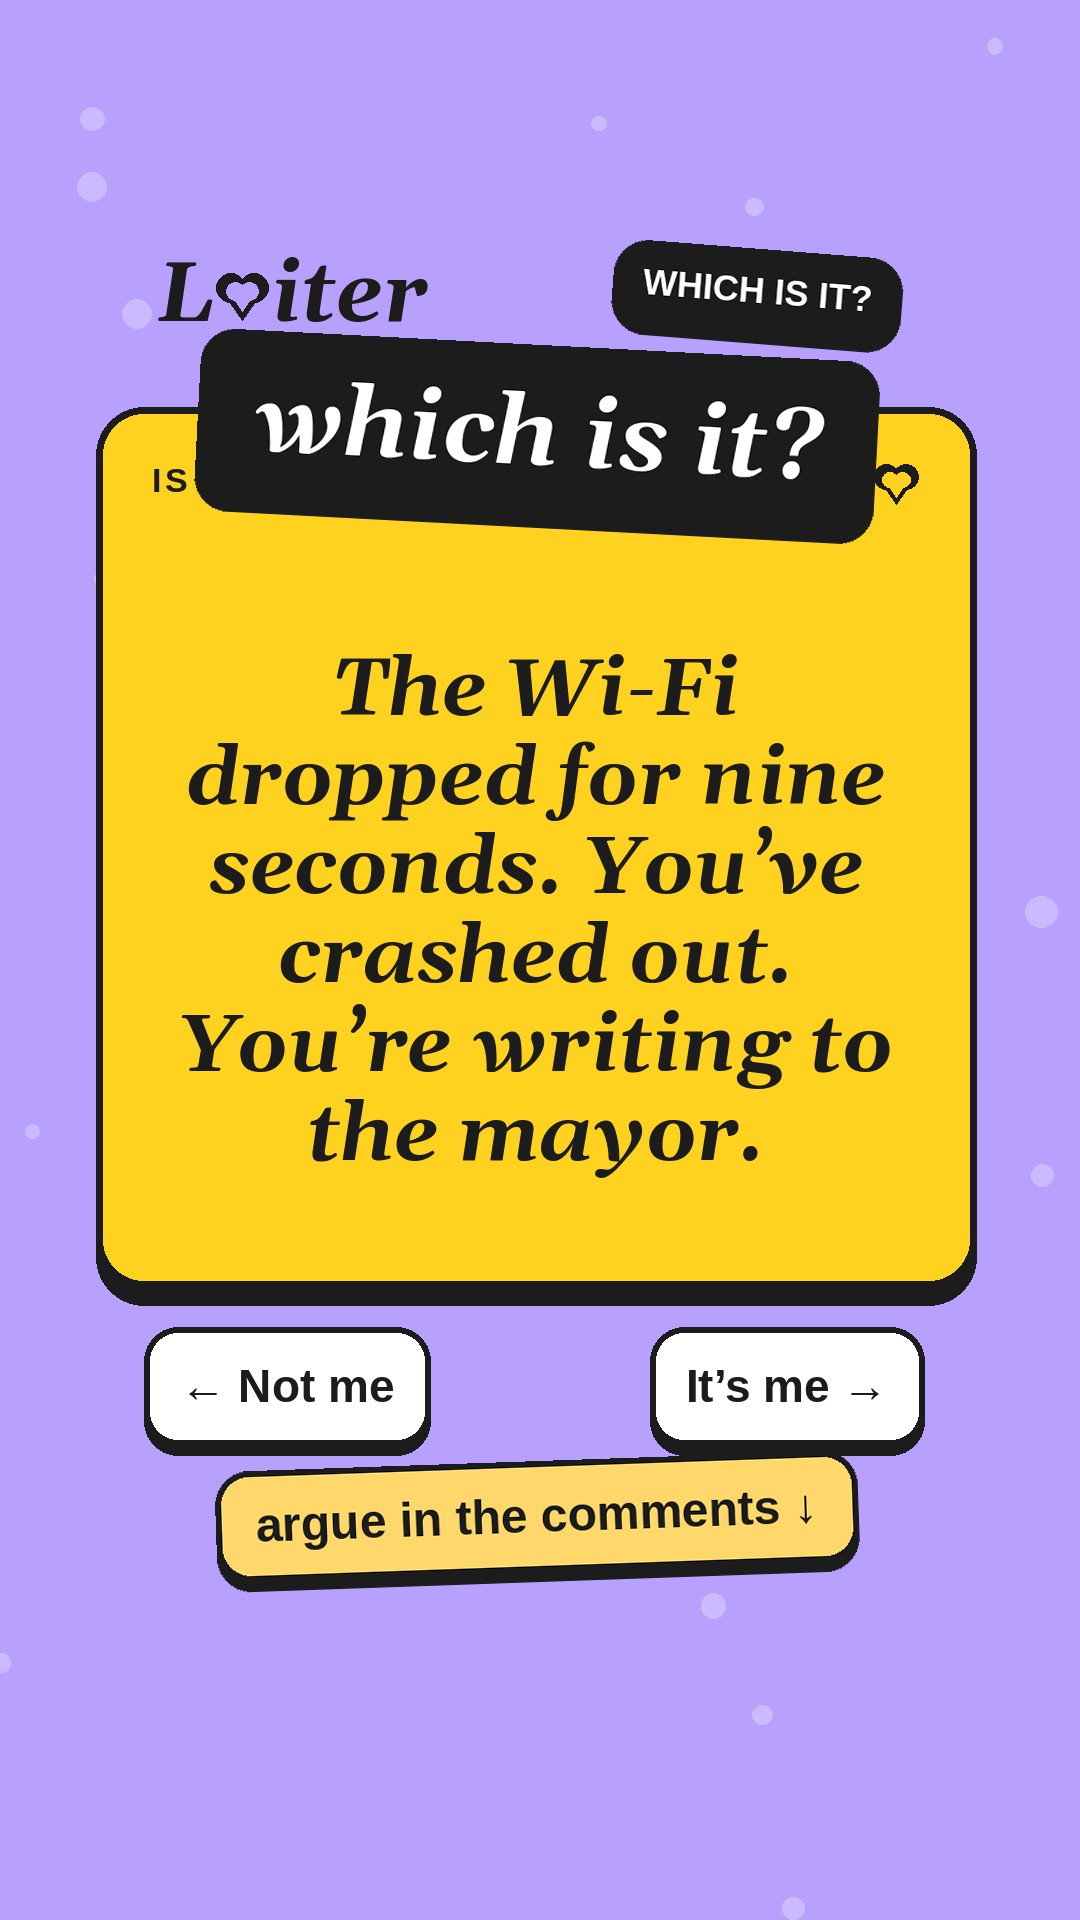 L♡iter
WHICH IS IT?
which is it?
IS
The Wi-Fi
dropped for nine
seconds. You’ve
crashed out.
You’re writing to
the mayor.
← Not me
It’s me →
argue in the comments ↓